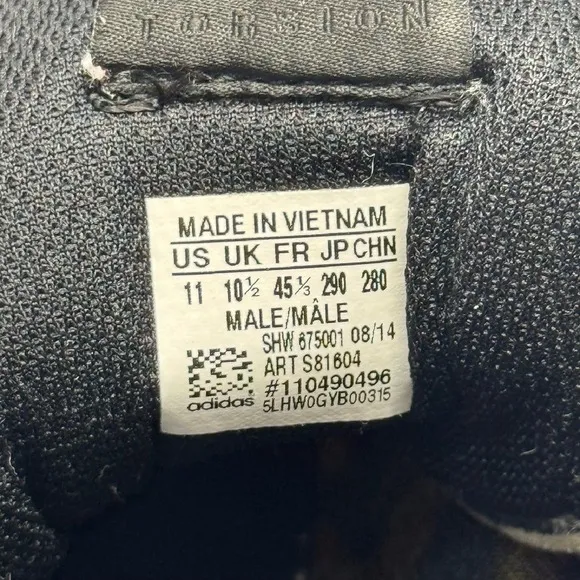 TORSION
MADE IN VIETNAM
US UK FR JP CHN
11 10½ 45⅓ 290 280
MALE/MÂLE
SHW 675001 08/14
ART S81604
#110490496
adidas 5LHW0GYB00315